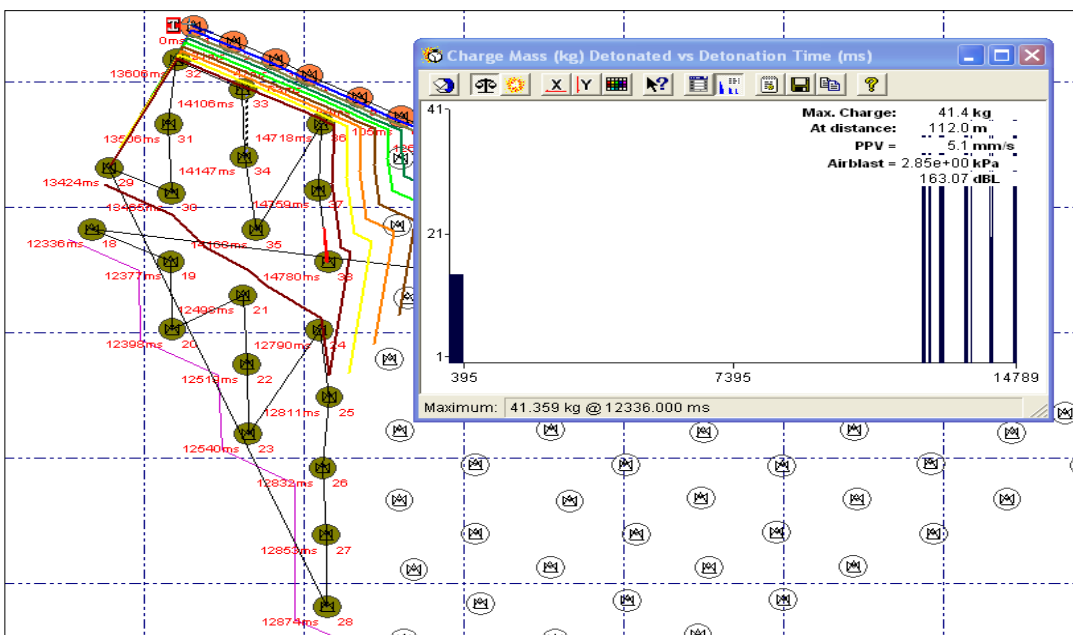 Charge Mass (kg) Detonated vs Detonation Time (ms)
X Y
41
21
1
395 7395 14789
Max. Charge: 41.4 kg
At distance: 112.0 m
PPV = 5.1 mm/s
Airblast = 2.85e+00 kPa
163.07 dBL
Maximum: 41.359 kg @ 12336.000 ms
0ms
13606ms 32
14106ms 33
31
14718ms 36
105ms
14147ms 34
13424ms 29
30
14759ms 37
12336ms 18
35
14780ms 38
12377ms 19
21
12398ms 20
12790ms 24
22
12811ms 25
12540ms 23
12832ms 26
12853ms 27
12874ms 28